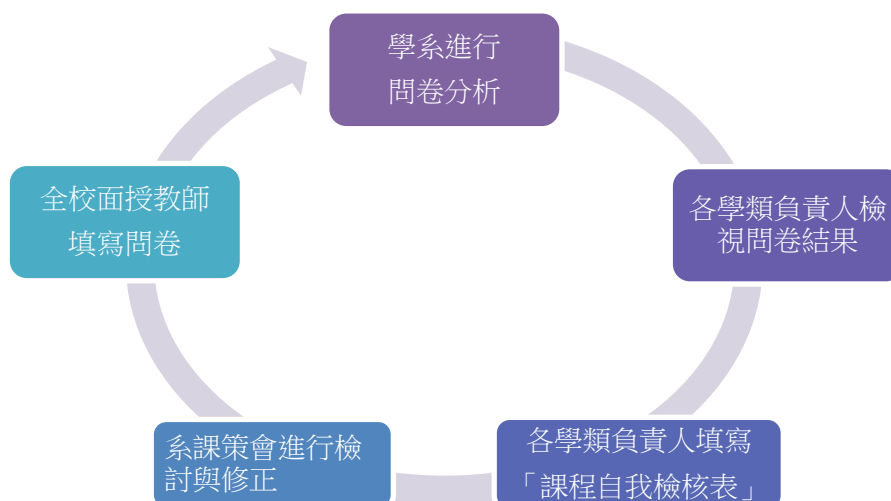 學系進行
問卷分析
各學類負責人檢
視問卷結果
各學類負責人填寫
「課程自我檢核表」
系課策會進行檢
討與修正
全校面授教師
填寫問卷